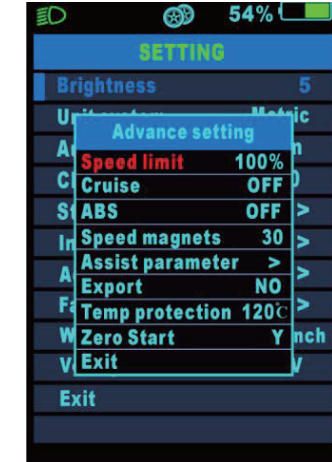 54%
SETTING
Brightness 5
Advance setting
Speed limit 100%
Cruise OFF
ABS OFF >
Speed magnets 30 >
Assist parameter > >
Export NO
Temp protection 120℃ >
Zero Start Y
Exit
Exit